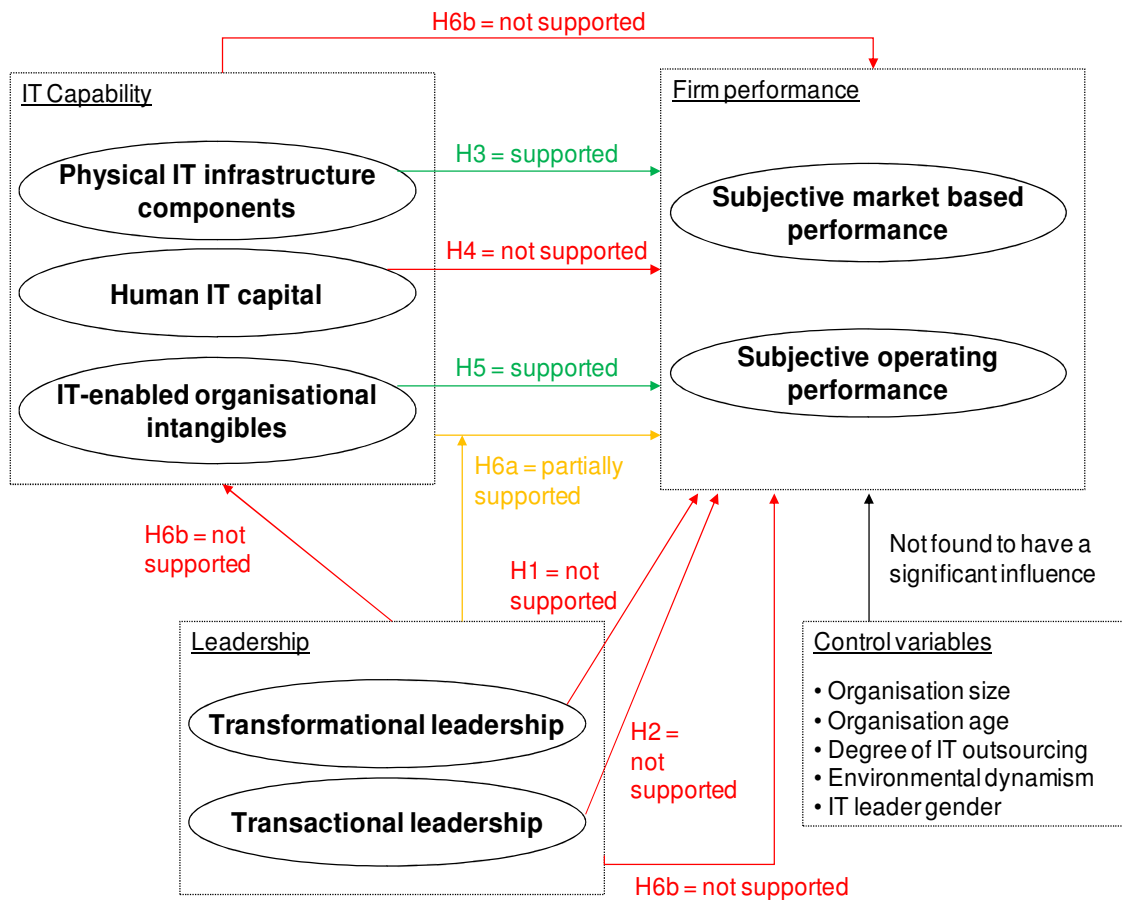 H6b = not supported
IT Capability
Firm performance
Physical IT infrastructure
components
H3 = supported
Subjective market based
performance
H4 = not supported
Human IT capital
H5 = supported
Subjective operating
performance
IT-enabled organisational
intangibles
H6a = partially
supported
H6b = not
supported
H1 = not
supported
Not found to have a
significant influence
Leadership
Transformational leadership
H2 =
not
supported
Transactional leadership
H6b = not supported
Control variables
• Organisation size
• Organisation age
• Degree of IT outsourcing
• Environmental dynamism
• IT leader gender